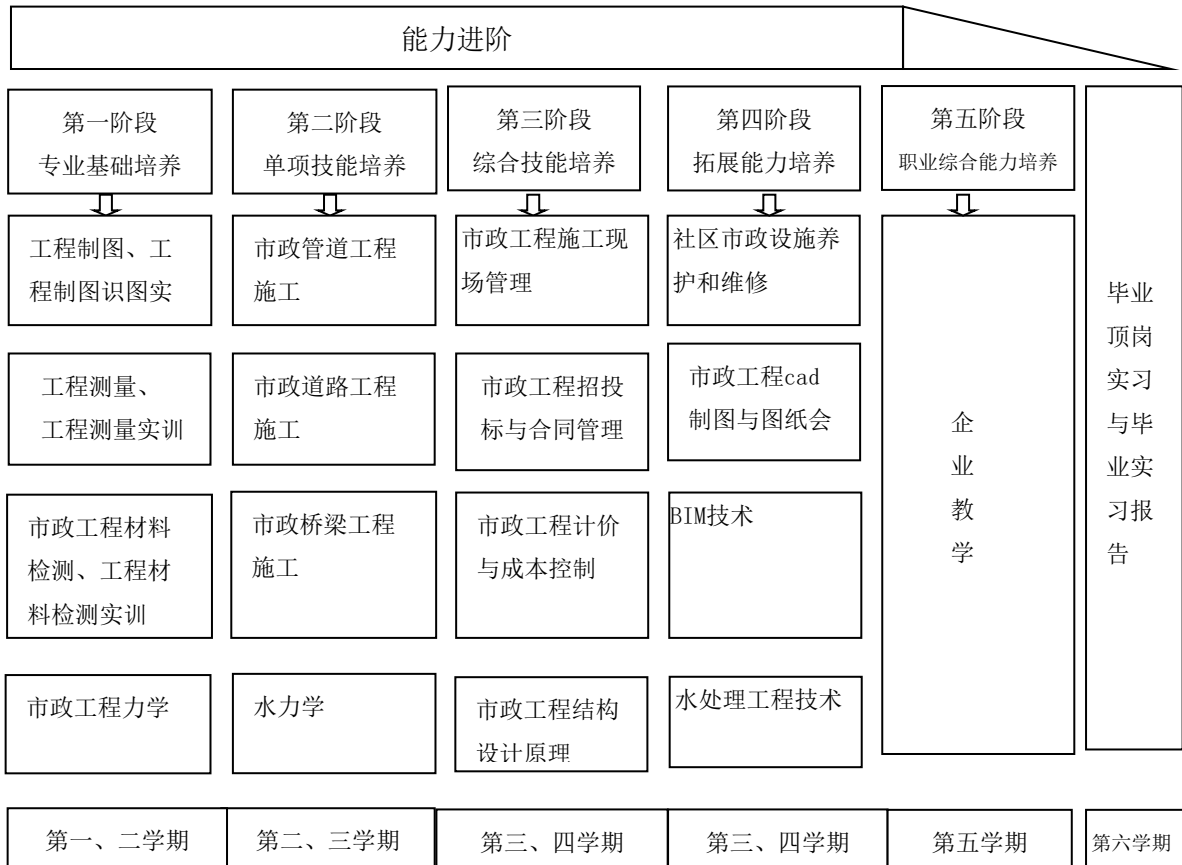 能力进阶
第一阶段
专业基础培养
第二阶段
单项技能培养
第三阶段
综合技能培养
第四阶段
拓展能力培养
第五阶段
职业综合能力培养
工程制图、工
程制图识图实
市政管道工程
施工
市政工程施工现
场管理
社区市政设施养
护和维修
工程测量、
工程测量实训
市政道路工程
施工
市政工程招投
标与合同管理
市政工程cad
制图与图纸会
市政工程材料
检测、工程材
料检测实训
市政桥梁工程
施工
市政工程计价
与成本控制
BIM技术
市政工程力学
水力学
市政工程结构
设计原理
水处理工程技术
企
业
教
学
毕业
顶岗
实习
与毕
业实
习报
告
第一、二学期
第二、三学期
第三、四学期
第三、四学期
第五学期
第六学期